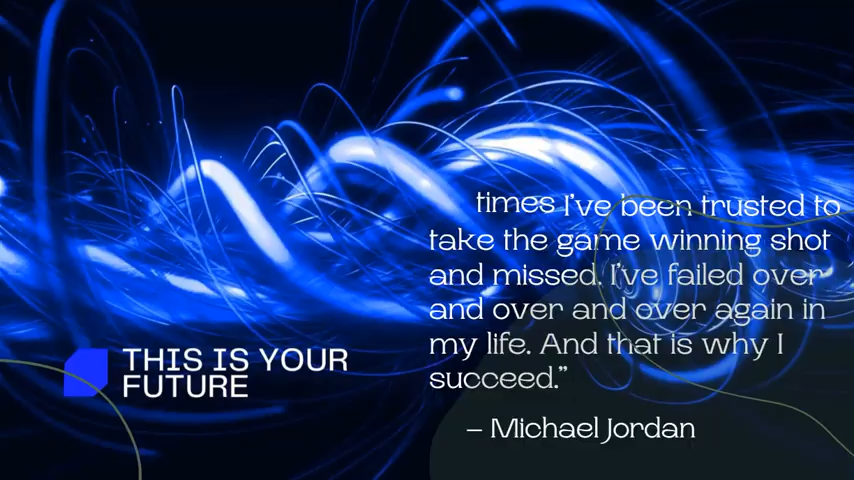 times I've been trusted to
take the game winning shot
and missed. I've failed over
and over and over again in
my life. And that is why I
succeed.”
– Michael Jordan
THIS IS YOUR
FUTURE